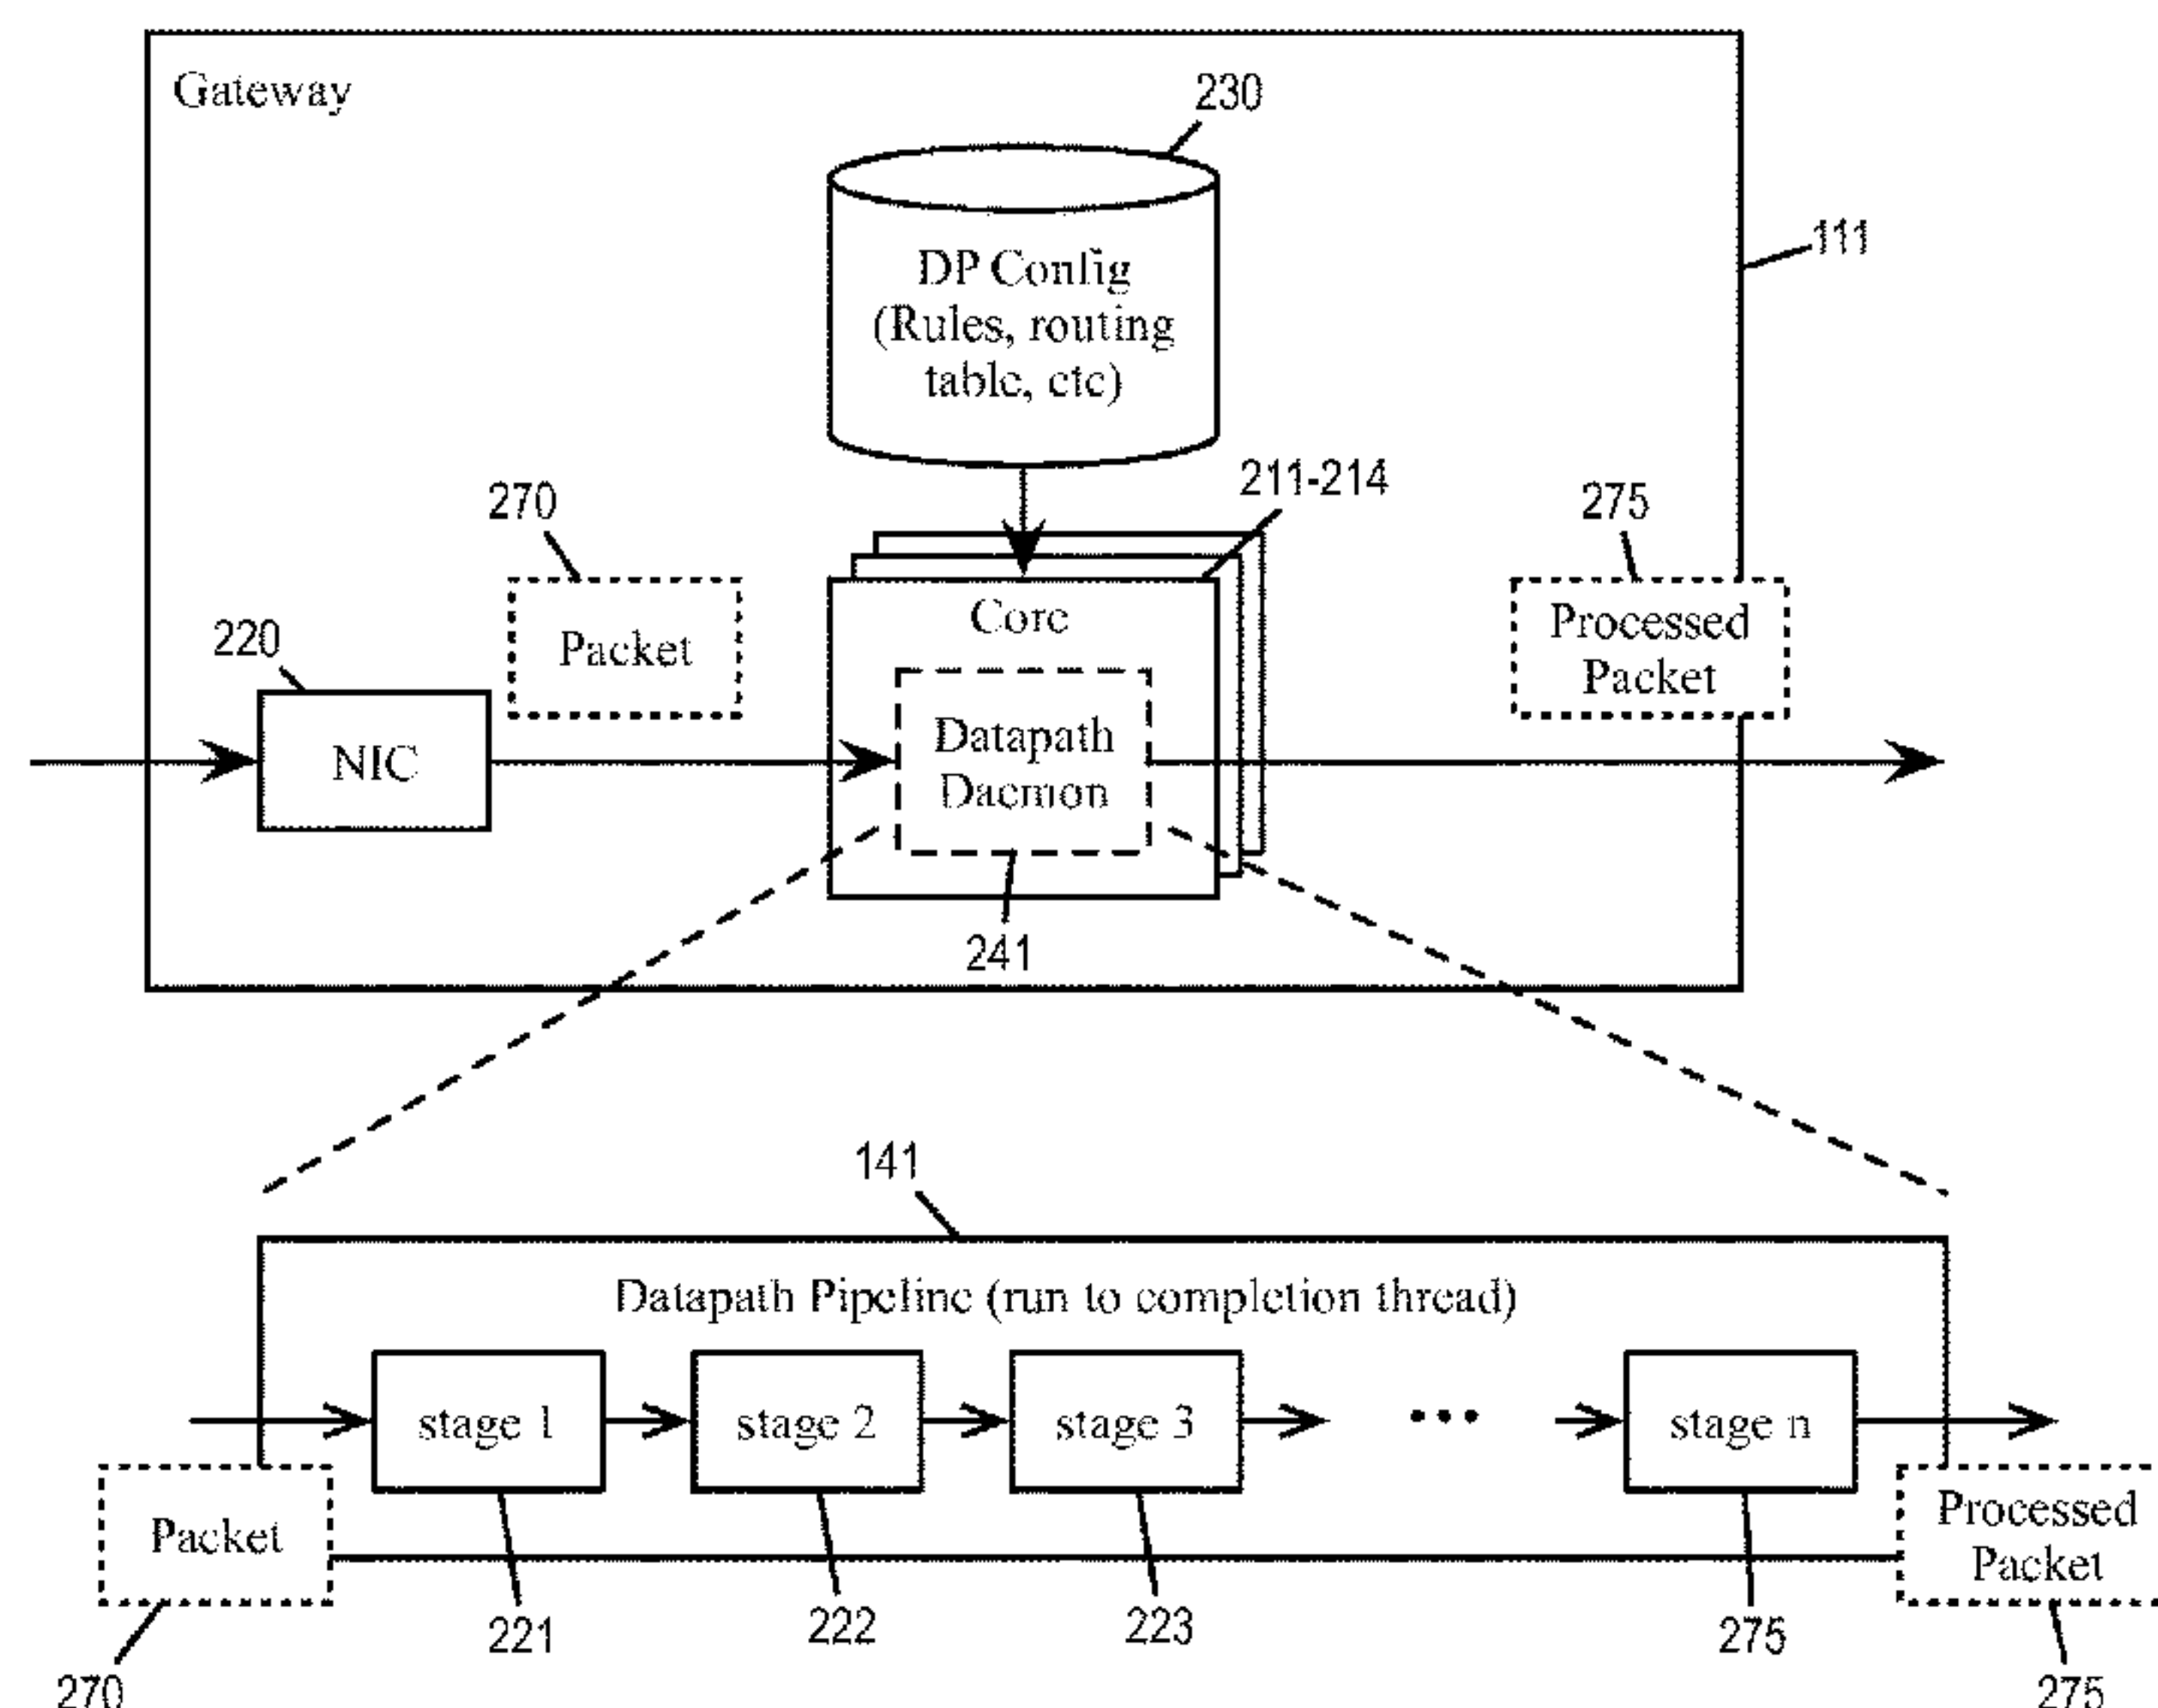 Gateway
230
DP Config
(Rules, routing
table, etc)
111
211-214
270
275
Packet
Core
Processed
Packet
220
NIC
Datapath
Daemon
241
141
Datapath Pipeline (run to completion thread)
stage 1
stage 2
stage 3
stage n
Packet
Processed
Packet
221
222
223
275
270
275